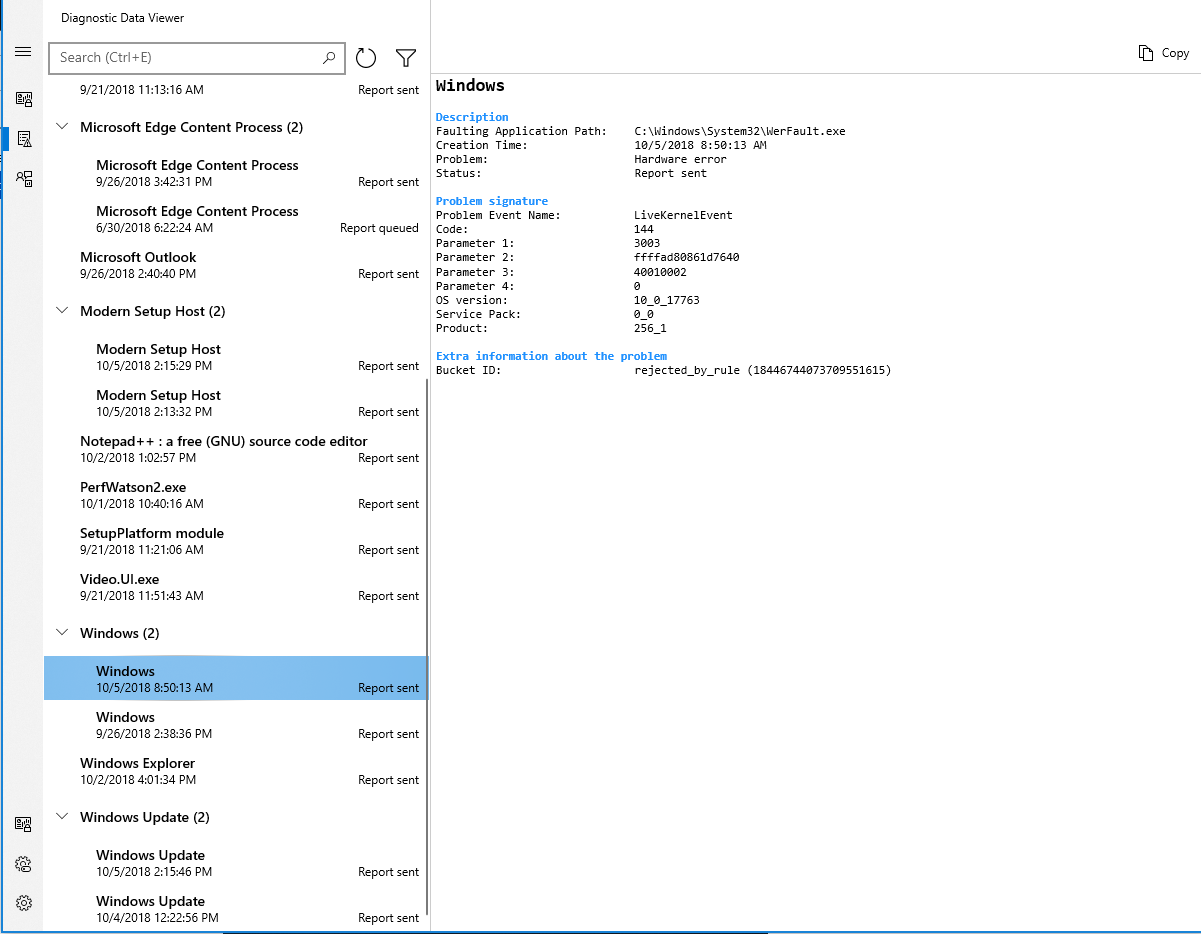 Diagnostic Data Viewer
Search (Ctrl+E)
9/21/2018 11:13:16 AM Report sent
Microsoft Edge Content Process (2)
Microsoft Edge Content Process
9/26/2018 3:42:31 PM Report sent
Microsoft Edge Content Process
6/30/2018 6:22:24 AM Report queued
Microsoft Outlook
9/26/2018 2:40:40 PM Report sent
Modern Setup Host (2)
Modern Setup Host
10/5/2018 2:15:29 PM Report sent
Modern Setup Host
10/5/2018 2:13:32 PM Report sent
Notepad++ : a free (GNU) source code editor
10/2/2018 1:02:57 PM Report sent
PerfWatson2.exe
10/1/2018 10:40:16 AM Report sent
SetupPlatform module
9/21/2018 11:21:06 AM Report sent
Video.UI.exe
9/21/2018 11:51:43 AM Report sent
Windows (2)
Windows
10/5/2018 8:50:13 AM Report sent
Windows
9/26/2018 2:38:36 PM Report sent
Windows Explorer
10/2/2018 4:01:34 PM Report sent
Windows Update (2)
Windows Update
10/5/2018 2:15:46 PM Report sent
Windows Update
10/4/2018 12:22:56 PM Report sent
Copy
Windows
Description
Faulting Application Path: C:\Windows\System32\WerFault.exe
Creation Time: 10/5/2018 8:50:13 AM
Problem: Hardware error
Status: Report sent
Problem signature
Problem Event Name: LiveKernelEvent
Code: 144
Parameter 1: 3003
Parameter 2: ffffad80861d7640
Parameter 3: 40010002
Parameter 4: 0
OS version: 10_0_17763
Service Pack: 0_0
Product: 256_1
Extra information about the problem
Bucket ID: rejected_by_rule (18446744073709551615)